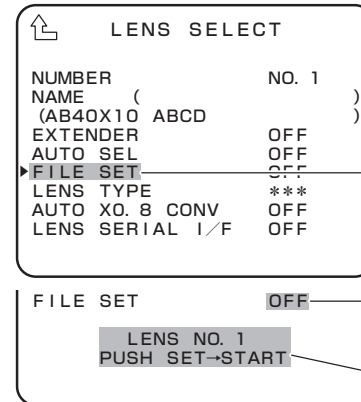 LENS SELECT
NUMBER NO. 1
NAME ( )
(AB40X10 ABCD )
EXTENDER OFF
AUTO SEL OFF
▶FILE SET OFF
LENS TYPE ***
AUTO X0.8 CONV OFF
LENS SERIAL I/F OFF
FILE SET OFF
LENS NO. 1
PUSH SET→START